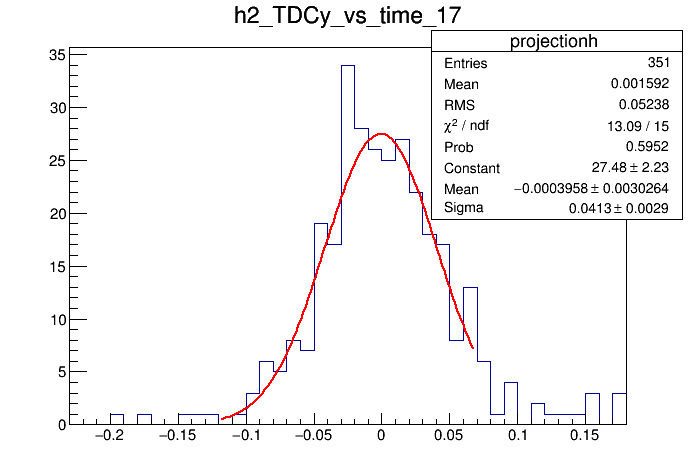 h2_TDCy_vs_time_17
projectionh
Entries 351
Mean 0.001592
RMS 0.05238
χ² / ndf 13.09 / 15
Prob 0.5952
Constant 27.48 ± 2.23
Mean −0.0003958 ± 0.0030264
Sigma 0.0413 ± 0.0029
35
30
25
20
15
10
5
0
−0.2 −0.15 −0.1 −0.05 0 0.05 0.1 0.15